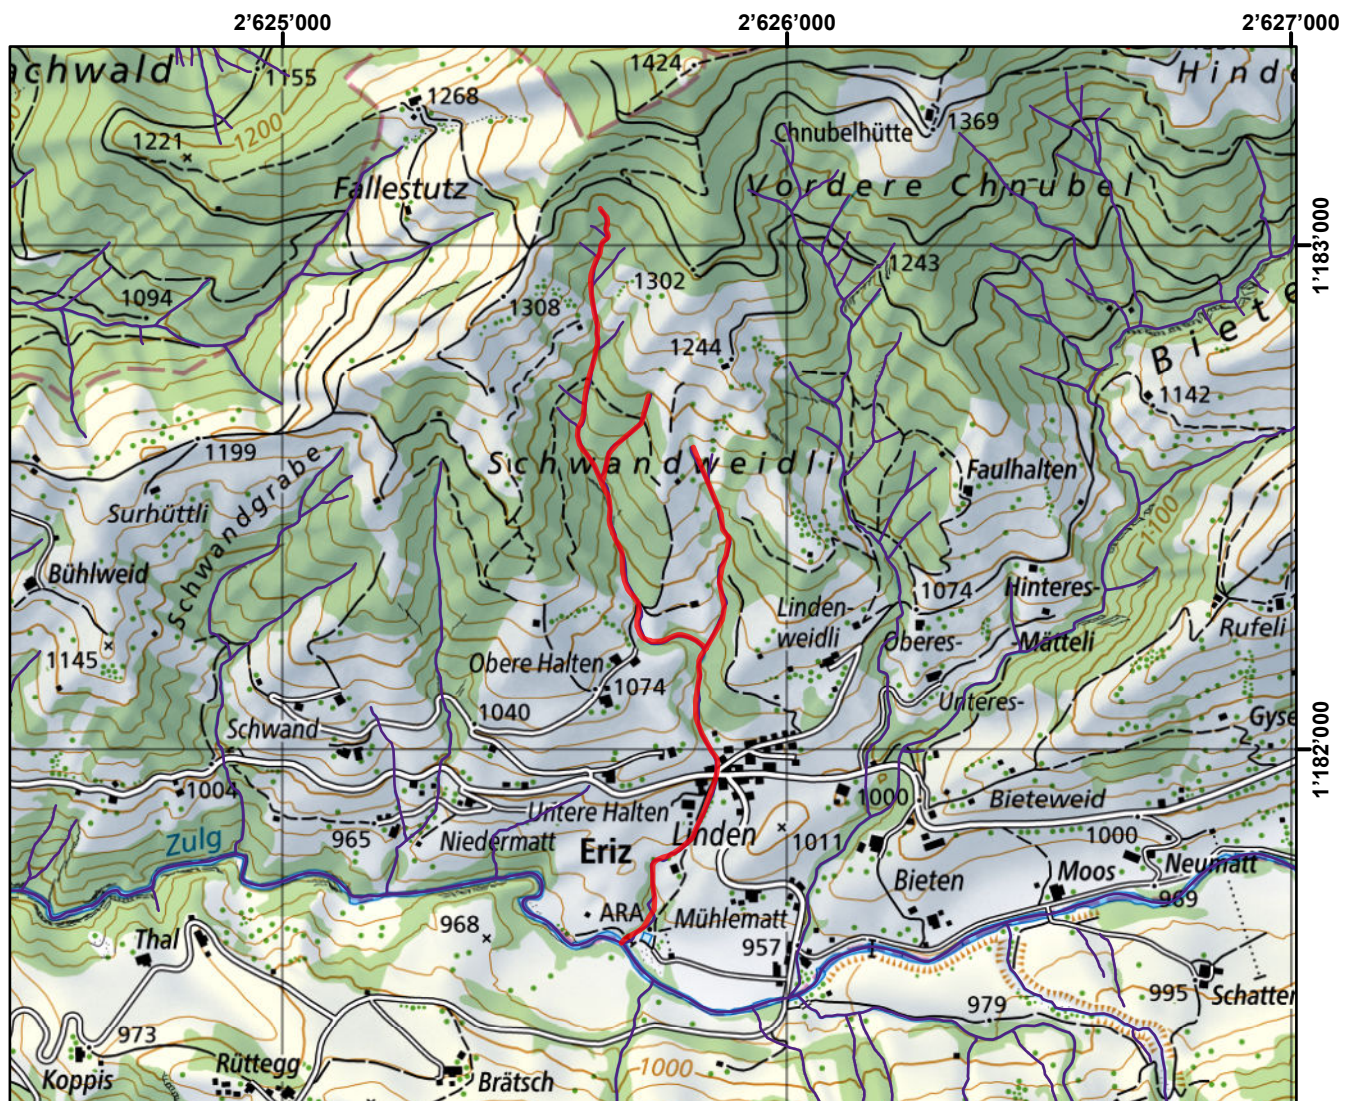 2’625’000
2’626’000
2’627’000
achwald
1155
1424
Hinde
1268
1221
1200
Chnubelhütte
1369
Fallestutz
Vordere Chnubel
1’183’000
1094
1302
1243
1308
1244
Biete
1142
1199
Schwandweidli
Faulhalten
Surhüttli
Schwandgrabe
1100
Bühlweid
1074
Hinteres-
Linden-
weidli
Oberes-
Mätteli
Rufeli
1145
Obere Halten
1074
Unteres-
1040
Schwand
Gyse
1’182’000
1004
1000
Bieteweid
Untere Halten
965
Niedermatt
Linden
1011
1000
Zulg
Eriz
Moos
Neumatt
Bieten
969
ARA
Mühlematt
968
957
Thal
995
Schatten
979
973
Rüttegg
1000
Koppis
Brätsch